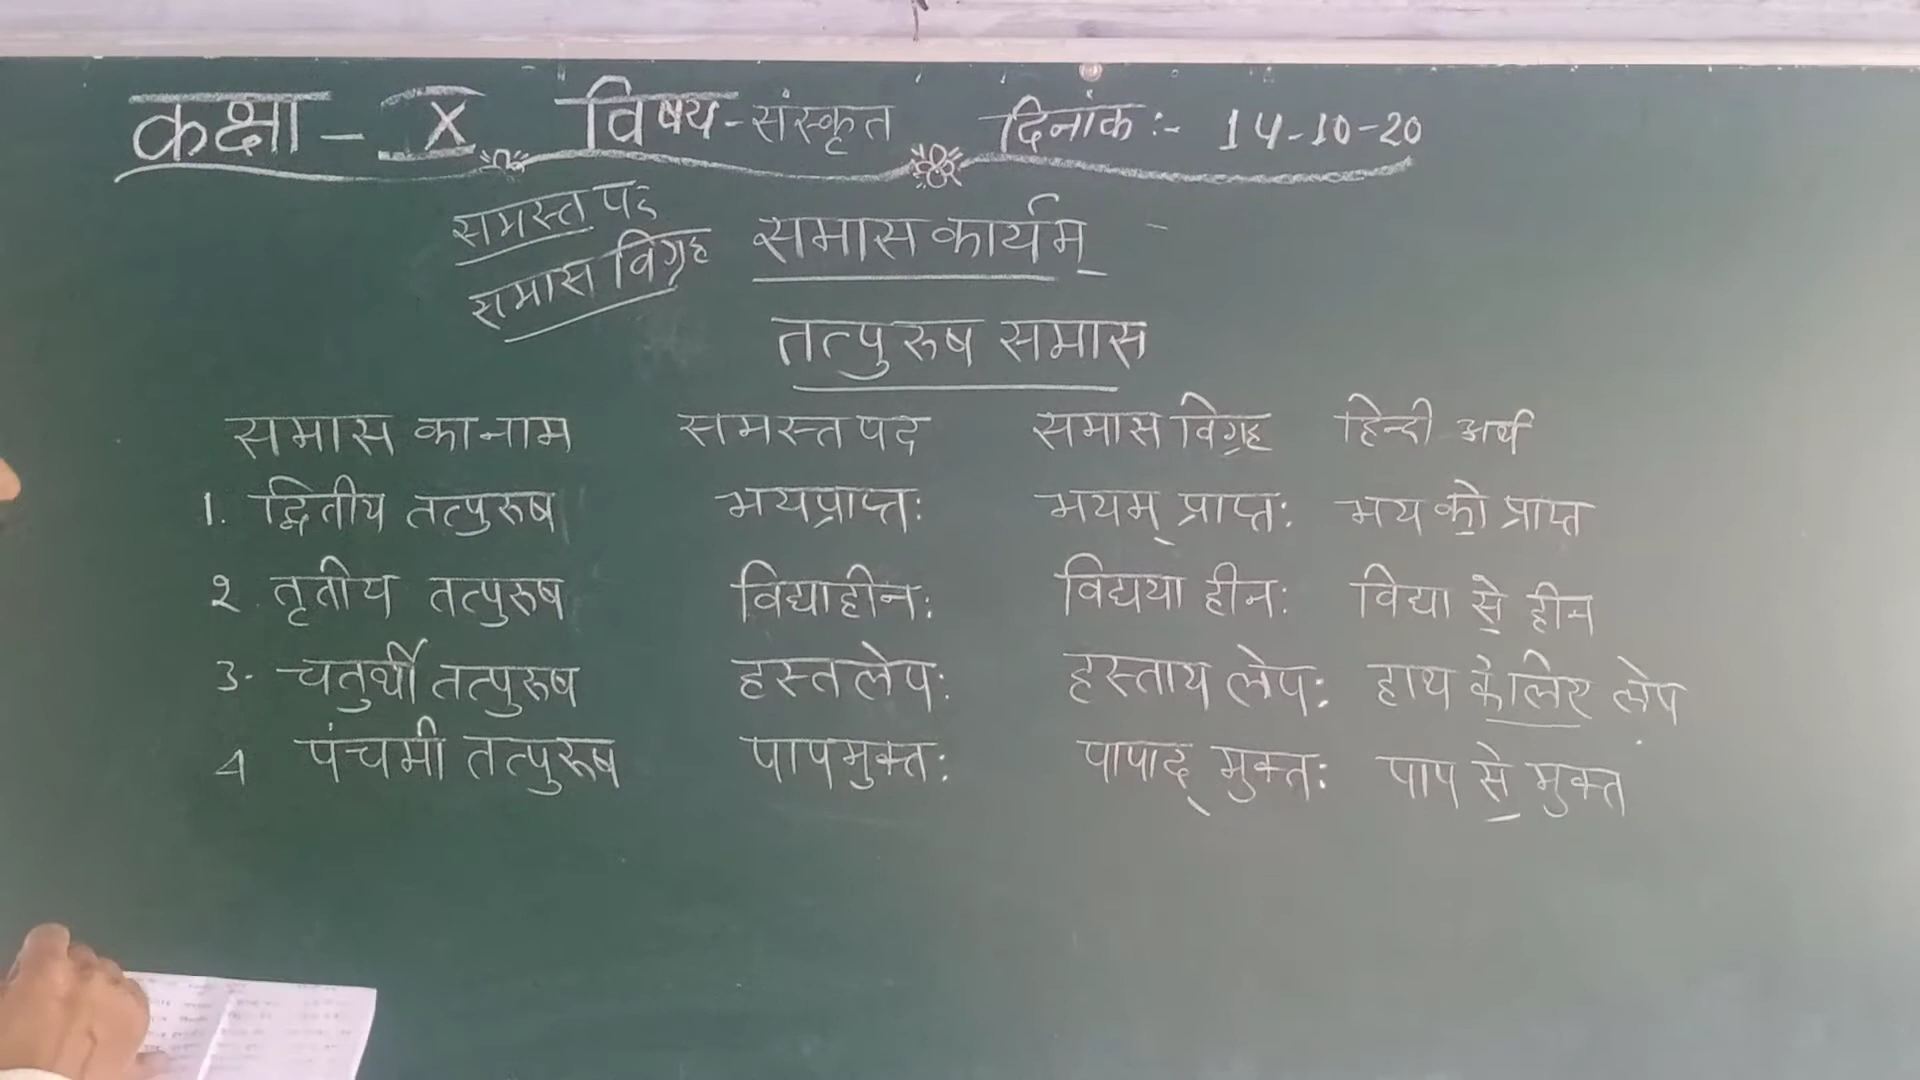 कक्षा - X विषय - संस्कृत दिनांक :- 14-10-20
समस्त पद
समास विग्रह
समास कार्यम्
तत्पुरुष समास
समास का नाम समस्त पद समास विग्रह हिन्दी अर्थ
1. द्वितीय तत्पुरुष भयप्राप्तः भयम् प्राप्तः भय को प्राप्त
२. तृतीय तत्पुरुष विद्याहीनः विद्यया हीनः विद्या से हीन
3. चतुर्थी तत्पुरुष हस्तलेपः हस्ताय लेपः हाथ के लिए लेप
4 पंचमी तत्पुरुष पापमुक्तः पापाद् मुक्तः पाप से मुक्त